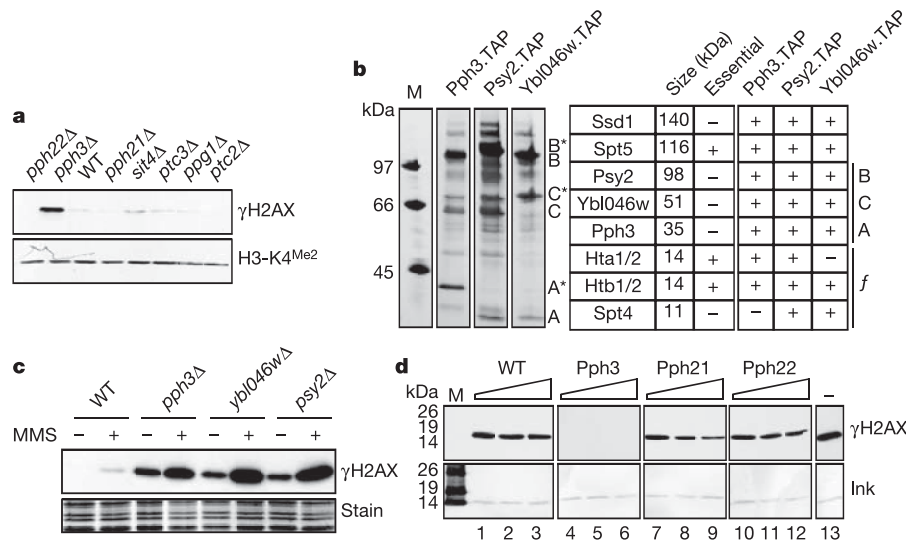 a
pph22Δ pph3Δ WT pph21Δ sit4Δ ptc3Δ ppg1Δ ptc2Δ
γH2AX
H3-K4Me2
b
kDa M Pph3.TAP Psy2.TAP Ybl046w.TAP
97
66
45
B*
B
C*
C
A*
A
Size (kDa) Essential Pph3.TAP Psy2.TAP Ybl046w.TAP
Ssd1 140 – + + +
Spt5 116 + + + +
Psy2 98 – + + + B
Ybl046w 51 – + + + C
Pph3 35 – + + + A
Hta1/2 14 + + + –
Htb1/2 14 + + + + f
Spt4 11 – – + +
c
WT pph3Δ ybl046wΔ psy2Δ
MMS – + – + – + – +
γH2AX
Stain
d
WT Pph3 Pph21 Pph22
kDa M –
26
19
14
γH2AX
26
19
14
Ink
1 2 3 4 5 6 7 8 9 10 11 12 13